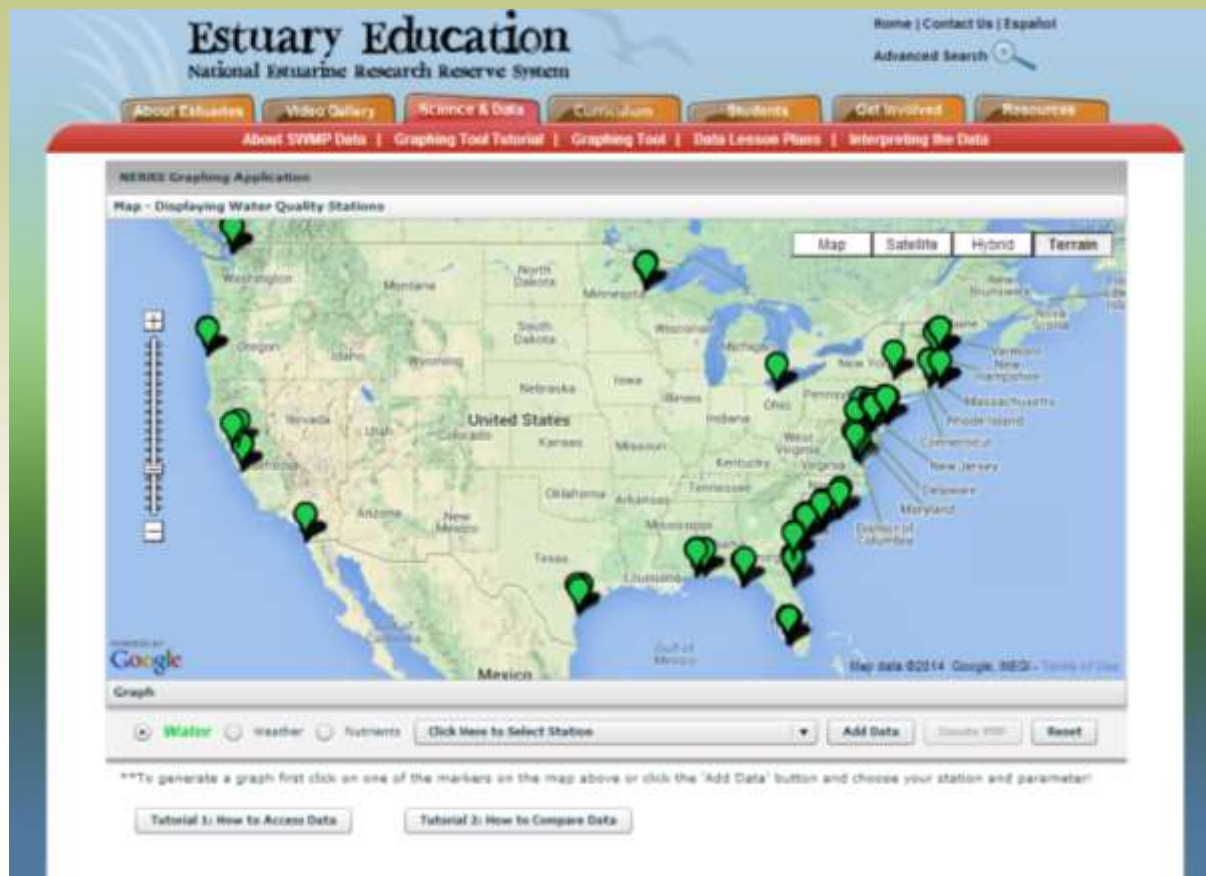 Estuary Education
National Estuarine Research Reserve System
Home | Contact Us | Español
Advanced Search
About Estuaries
Video Gallery
Science & Data
Curriculum
Students
Get Involved
Resources
About SWMP Data | Graphing Tool Tutorial | Graphing Tool | Data Lesson Plans | Interpreting the Data
NERRS Graphing Application
Map - Displaying Water Quality Stations
Map
Satellite
Hybrid
Terrain
Washington
Montana
North Dakota
Minnesota
New Brunswick
Nova Scotia
Maine
Oregon
Idaho
South Dakota
Wisconsin
Michigan
Vermont
New Hampshire
Wyoming
Nebraska
Iowa
New York
Massachusetts
Illinois
Indiana
Ohio
Rhode Island
Nevada
Utah
United States
Colorado
Kansas
Missouri
West Virginia
Connecticut
Kentucky
Virginia
New Jersey
Oklahoma
Arkansas
Tennessee
Delaware
Maryland
Arizona
New Mexico
Mississippi
District of Columbia
Texas
Louisiana
Gulf of California
Gulf of Mexico
Mexico
POWERED BY
Google
Map data ©2014 Google, INEGI - Terms of Use
Graph
Water
Weather
Nutrients
Click Here to Select Station
Add Data
Reset
**To generate a graph first click on one of the markers on the map above or click the 'Add Data' button and choose your station and parameter!
Tutorial 1: How to Access Data
Tutorial 2: How to Compare Data